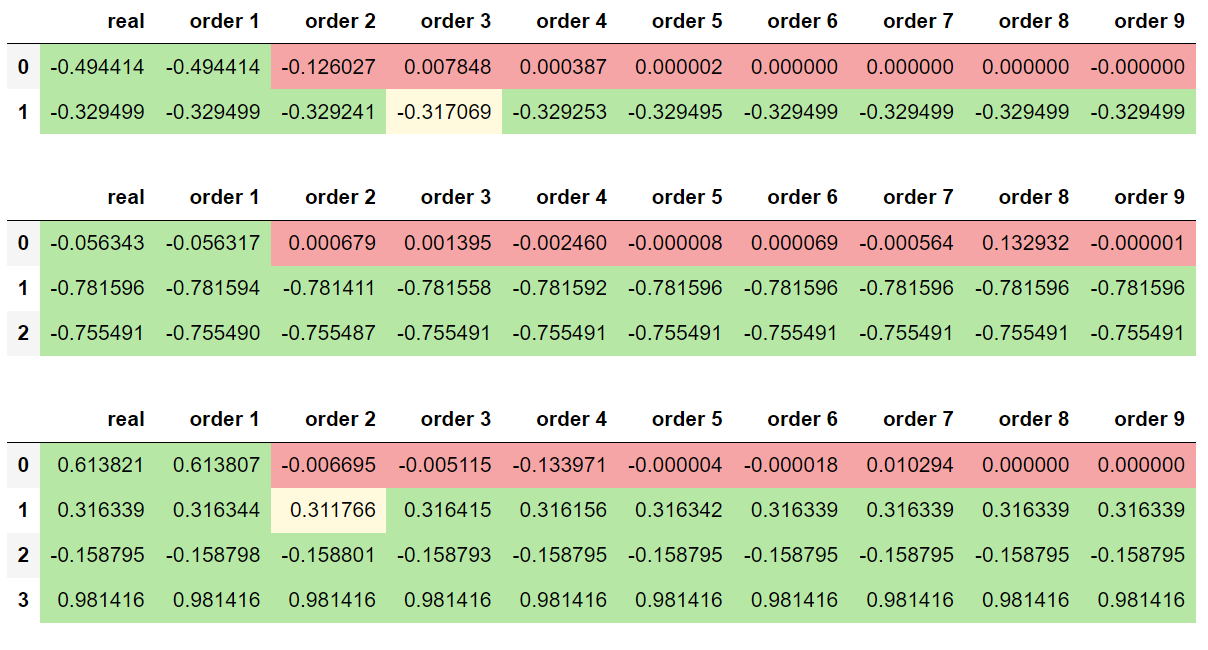 real order 1 order 2 order 3 order 4 order 5 order 6 order 7 order 8 order 9
0 -0.494414 -0.494414 -0.126027 0.007848 0.000387 0.000002 0.000000 0.000000 0.000000 -0.000000
1 -0.329499 -0.329499 -0.329241 -0.317069 -0.329253 -0.329495 -0.329499 -0.329499 -0.329499 -0.329499
real order 1 order 2 order 3 order 4 order 5 order 6 order 7 order 8 order 9
0 -0.056343 -0.056317 0.000679 0.001395 -0.002460 -0.000008 0.000069 -0.000564 0.132932 -0.000001
1 -0.781596 -0.781594 -0.781411 -0.781558 -0.781592 -0.781596 -0.781596 -0.781596 -0.781596 -0.781596
2 -0.755491 -0.755490 -0.755487 -0.755491 -0.755491 -0.755491 -0.755491 -0.755491 -0.755491 -0.755491
real order 1 order 2 order 3 order 4 order 5 order 6 order 7 order 8 order 9
0 0.613821 0.613807 -0.006695 -0.005115 -0.133971 -0.000004 -0.000018 0.010294 0.000000 0.000000
1 0.316339 0.316344 0.311766 0.316415 0.316156 0.316342 0.316339 0.316339 0.316339 0.316339
2 -0.158795 -0.158798 -0.158801 -0.158793 -0.158795 -0.158795 -0.158795 -0.158795 -0.158795 -0.158795
3 0.981416 0.981416 0.981416 0.981416 0.981416 0.981416 0.981416 0.981416 0.981416 0.981416